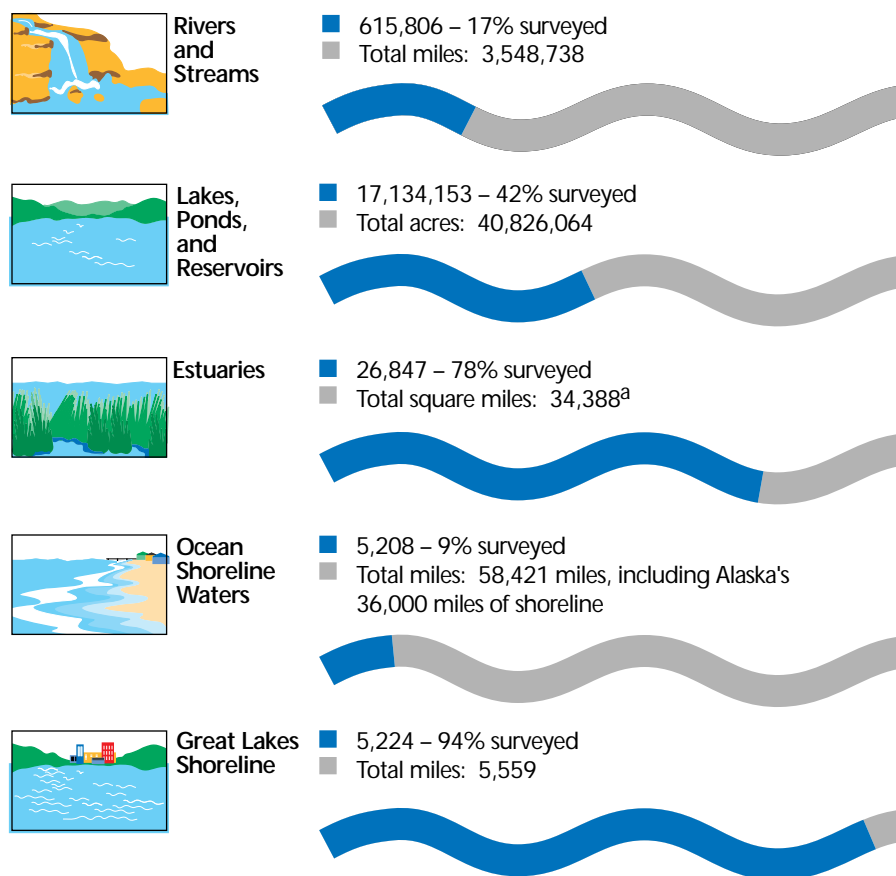 Rivers
and
Streams
615,806 – 17% surveyed
Total miles: 3,548,738
Lakes,
Ponds,
and
Reservoirs
17,134,153 – 42% surveyed
Total acres: 40,826,064
Estuaries
26,847 – 78% surveyed
Total square miles: 34,388a
Ocean
Shoreline
Waters
5,208 – 9% surveyed
Total miles: 58,421 miles, including Alaska's
36,000 miles of shoreline
Great Lakes
Shoreline
5,224 – 94% surveyed
Total miles: 5,559